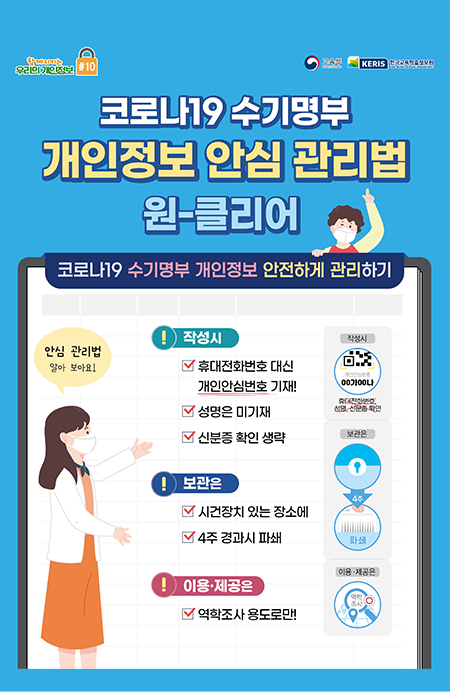 함께 지키는
우리의 개인정보 #10
교육부 KERIS 한국교육학술정보원
코로나19 수기명부
개인정보 안심 관리법
원-클리어
코로나19 수기명부 개인정보 안전하게 관리하기
안심 관리법
알아 보아요!
작성시
휴대전화번호 대신
개인안심번호 기재!
성명은 미기재
신분증 확인 생략
보관은
시건장치 있는 장소에
4주 경과시 파쇄
이용·제공은
역학조사 용도로만!
작성시
개인안심번호
00가00나
휴대전화번호,
성명, 신분증 확인
보관은
4주
파쇄
이용·제공은
역학
조사